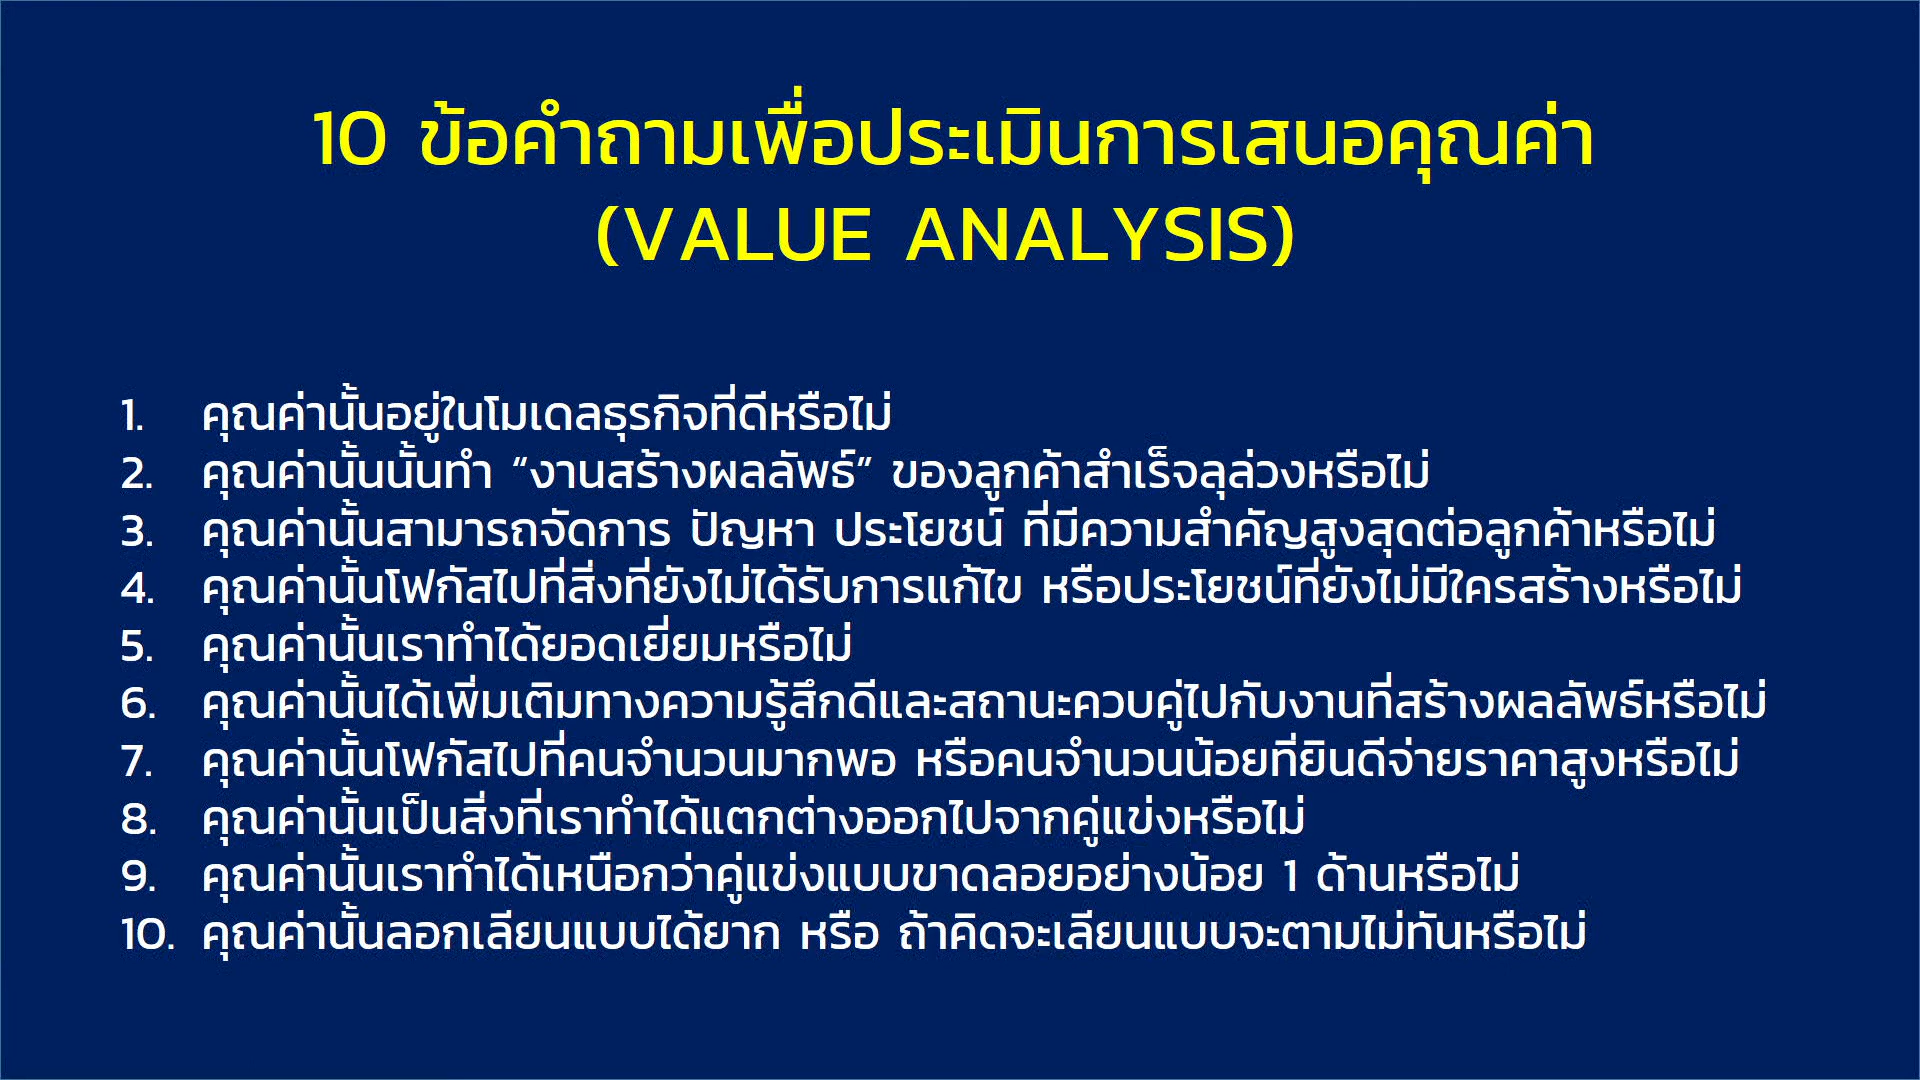 10 ข้อคำถามเพื่อประเมินการเสนอคุณค่า
(VALUE ANALYSIS)
1. คุณค่านั้นอยู่ในโมเดลธุรกิจที่ดีหรือไม่
2. คุณค่านั้นนั้นทำ “งานสร้างผลลัพธ์” ของลูกค้าสำเร็จลุล่วงหรือไม่
3. คุณค่านั้นสามารถจัดการ ปัญหา ประโยชน์ ที่มีความสำคัญสูงสุดต่อลูกค้าหรือไม่
4. คุณค่านั้นโฟกัสไปที่สิ่งที่ยังไม่ได้รับการแก้ไข หรือประโยชน์ที่ยังไม่มีใครสร้างหรือไม่
5. คุณค่านั้นเราทำได้ยอดเยี่ยมหรือไม่
6. คุณค่านั้นได้เพิ่มเติมทางความรู้สึกดีและสถานะควบคู่ไปกับงานที่สร้างผลลัพธ์หรือไม่
7. คุณค่านั้นโฟกัสไปที่คนจำนวนมากพอ หรือคนจำนวนน้อยที่ยินดีจ่ายราคาสูงหรือไม่
8. คุณค่านั้นเป็นสิ่งที่เราทำได้แตกต่างออกไปจากคู่แข่งหรือไม่
9. คุณค่านั้นเราทำได้เหนือกว่าคู่แข่งแบบขาดลอยอย่างน้อย 1 ด้านหรือไม่
10. คุณค่านั้นลอกเลียนแบบได้ยาก หรือ ถ้าคิดจะเลียนแบบจะตามไม่ทันหรือไม่